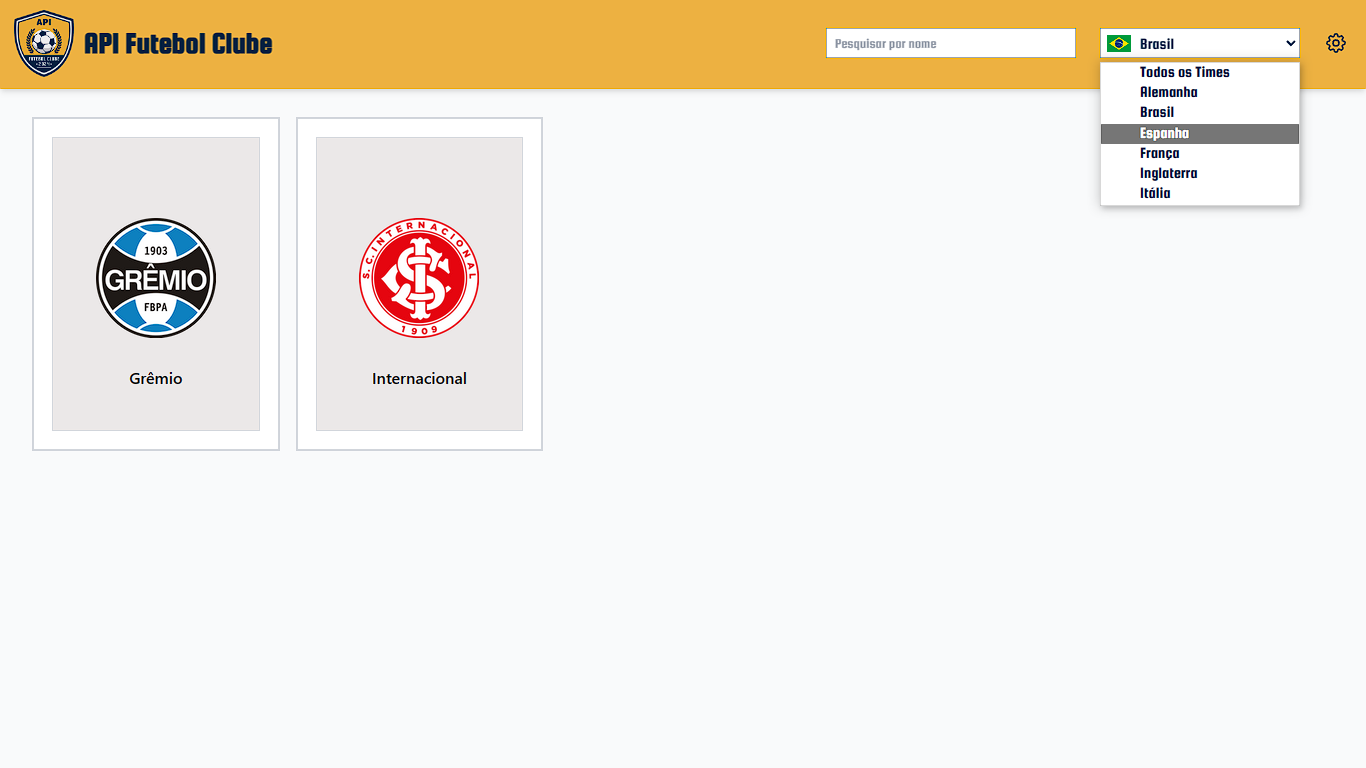 API
FUTEBOL CLUBE
API Futebol Clube
Pesquisar por nome
Brasil
Todos os Times
Alemanha
Brasil
Espanha
França
Inglaterra
Itália
1903
GRÊMIO
FBPA
Grêmio
S.C.INTERNACIONAL
1909
Internacional